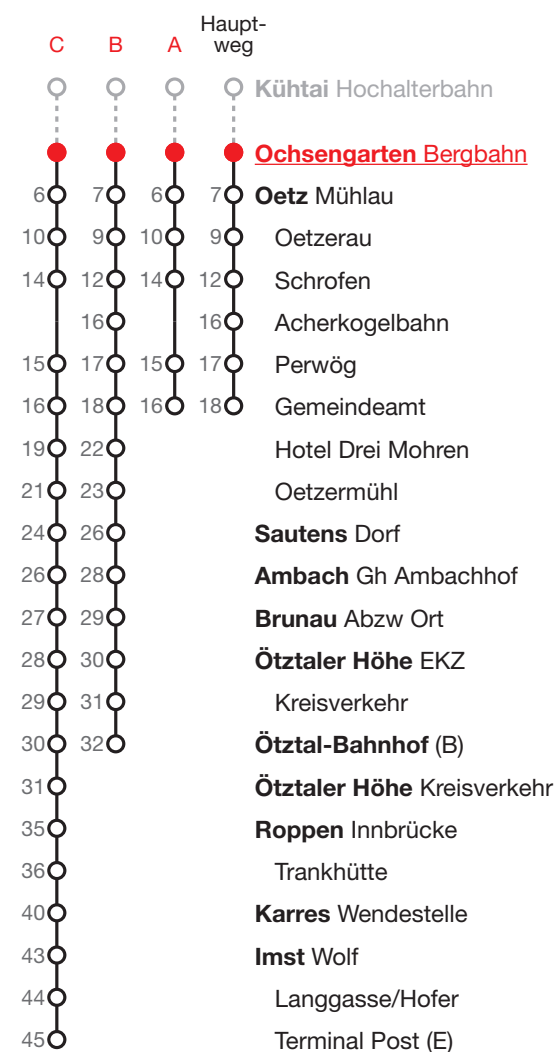 Haupt-
C B A weg
Kühtai Hochalterbahn
Ochsengarten Bergbahn
6 7 6 7 Oetz Mühlau
10 9 10 9 Oetzerau
14 12 14 12 Schrofen
16 16 Acherkogelbahn
15 17 15 17 Perwög
16 18 16 18 Gemeindeamt
19 22 Hotel Drei Mohren
21 23 Oetzermühl
24 26 Sautens Dorf
26 28 Ambach Gh Ambachhof
27 29 Brunau Abzw Ort
28 30 Ötztaler Höhe EKZ
29 31 Kreisverkehr
30 32 Ötztal-Bahnhof (B)
31 Ötztaler Höhe Kreisverkehr
35 Roppen Innbrücke
36 Trankhütte
40 Karres Wendestelle
43 Imst Wolf
44 Langgasse/Hofer
45 Terminal Post (E)